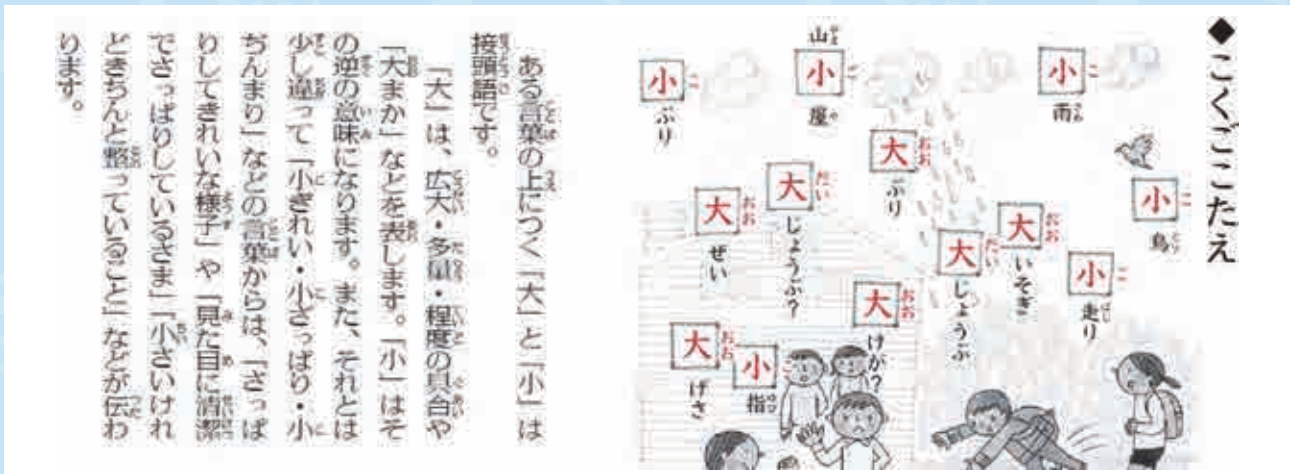 ◆こくごこたえ
小鳥
小雨
小走り
大いそぎ
大じょうぶ
大ぶり
山小屋
小ぶり
大じょうぶ?
大ぜい
大けが?
小指
大げさ
ある言葉の上につく「大」と「小」は
接頭語です。
「大」は、広大・多量・程度の具合や
「大まか」などを表します。「小」はそ
の逆の意味になります。また、それとは
少し違って「小ぎれい・小ざっぱり・小
ぢんまり」などの言葉からは、「さっぱ
りしてきれいな様子」や「見た目に清潔
でさっぱりしているさま」「小さいけれ
どきちんと整っていること」などが伝わ
ります。